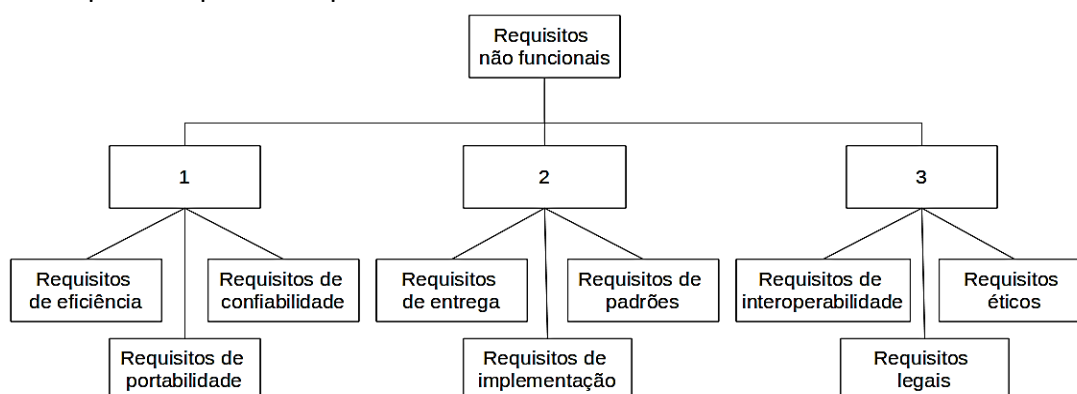 Requisitos
não funcionais
1
2
3
Requisitos
de eficiência
Requisitos de
confiabilidade
Requisitos
de entrega
Requisitos de
padrões
Requisitos de
interoperabilidade
Requisitos
éticos
Requisitos de
portabilidade
Requisitos de
implementação
Requisitos
legais